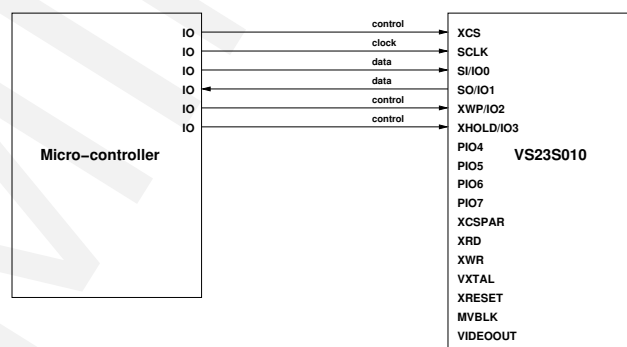 IO control XCS
IO clock SCLK
IO data SI/IO0
IO data SO/IO1
IO control XWP/IO2
IO control XHOLD/IO3
PIO4
Micro-controller VS23S010
PIO5
PIO6
PIO7
XCSPAR
XRD
XWR
VXTAL
XRESET
MVBLK
VIDEOOUT